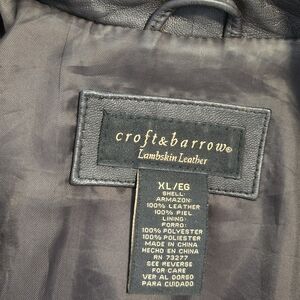 croft&barrow®
Lambskin Leather
XL/EG
SHELL:
ARMAZON:
100% LEATHER
100% PIEL
LINING:
FORRO:
100% POLYESTER
100% POLIESTER
MADE IN CHINA
HECHO EN CHINA
RN 73277
SEE REVERSE
FOR CARE
VER AL DORSO
PARA CUIDADO